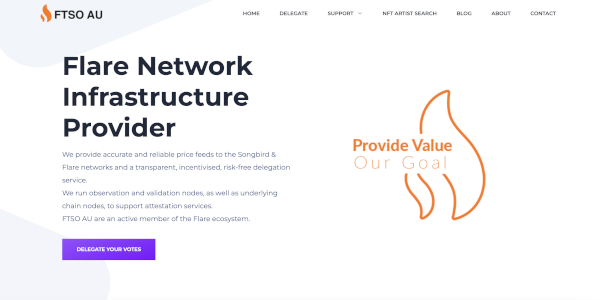 FTSO AU
HOME DELEGATE SUPPORT NFT ARTIST SEARCH BLOG ABOUT CONTACT
Flare Network
Infrastructure
Provider
We provide accurate and reliable price feeds to the Songbird &
Flare networks and a transparent, incentivised, risk-free delegation
service.
We run observation and validation nodes, as well as underlying
chain nodes, to support attestation services.
FTSO AU are an active member of the Flare ecosystem.
DELEGATE YOUR VOTES
Provide Value
Our Goal